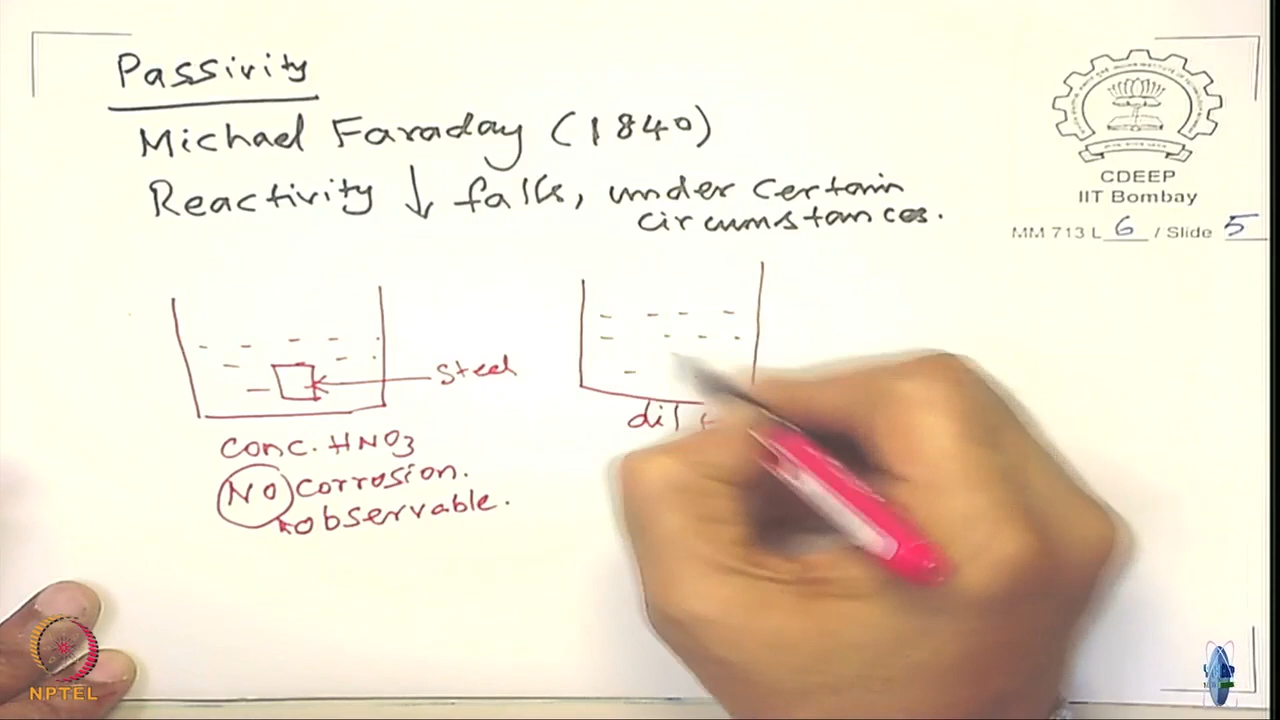 Passivity
Michael Faraday (1840)
Reactivity ↓ falls, under certain
circumstances.
CDEEP
IIT Bombay
MM 713 L 6 / Slide 5
Steel
Conc. HNO3
NO corrosion.
observable.
dil
NPTEL